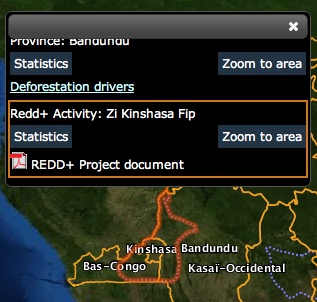 Province: Bandundu
Statistics Zoom to area
Deforestation drivers
Redd+ Activity: Zi Kinshasa Fip
Statistics Zoom to area
REDD+ Project document
Kinshasa Bandundu
Bas-Congo Kasaï-Occidental